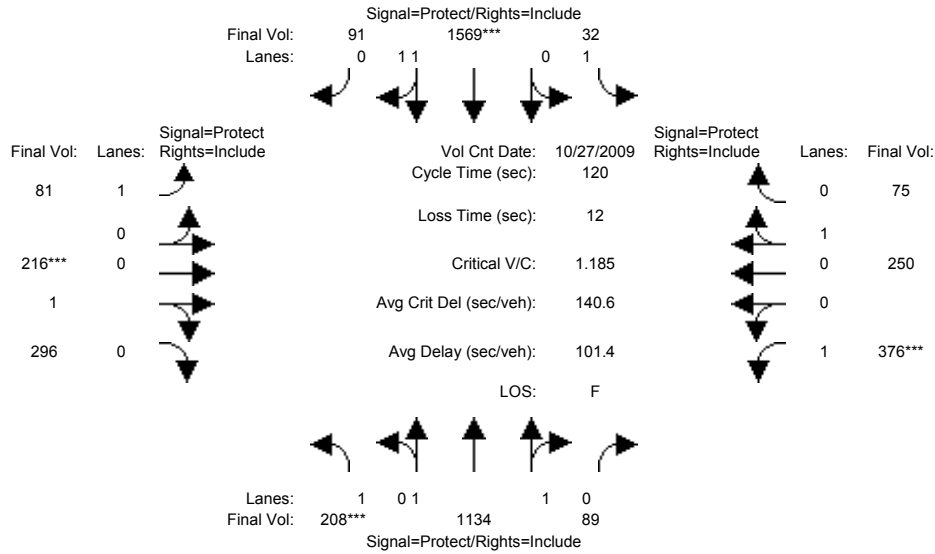 Signal=Protect/Rights=Include
Final Vol: 91 1569*** 32
Lanes: 0 1 1 0 1
Signal=Protect Signal=Protect
Final Vol: Lanes: Rights=Include Vol Cnt Date: 10/27/2009 Rights=Include Lanes: Final Vol:
Cycle Time (sec): 120
81 1 0 75
Loss Time (sec): 12
0 1
216*** 0 Critical V/C: 1.185 0 250
1 Avg Crit Del (sec/veh): 140.6 0
296 0 Avg Delay (sec/veh): 101.4 1 376***
LOS: F
Lanes: 1 0 1 1 0
Final Vol: 208*** 1134 89
Signal=Protect/Rights=Include